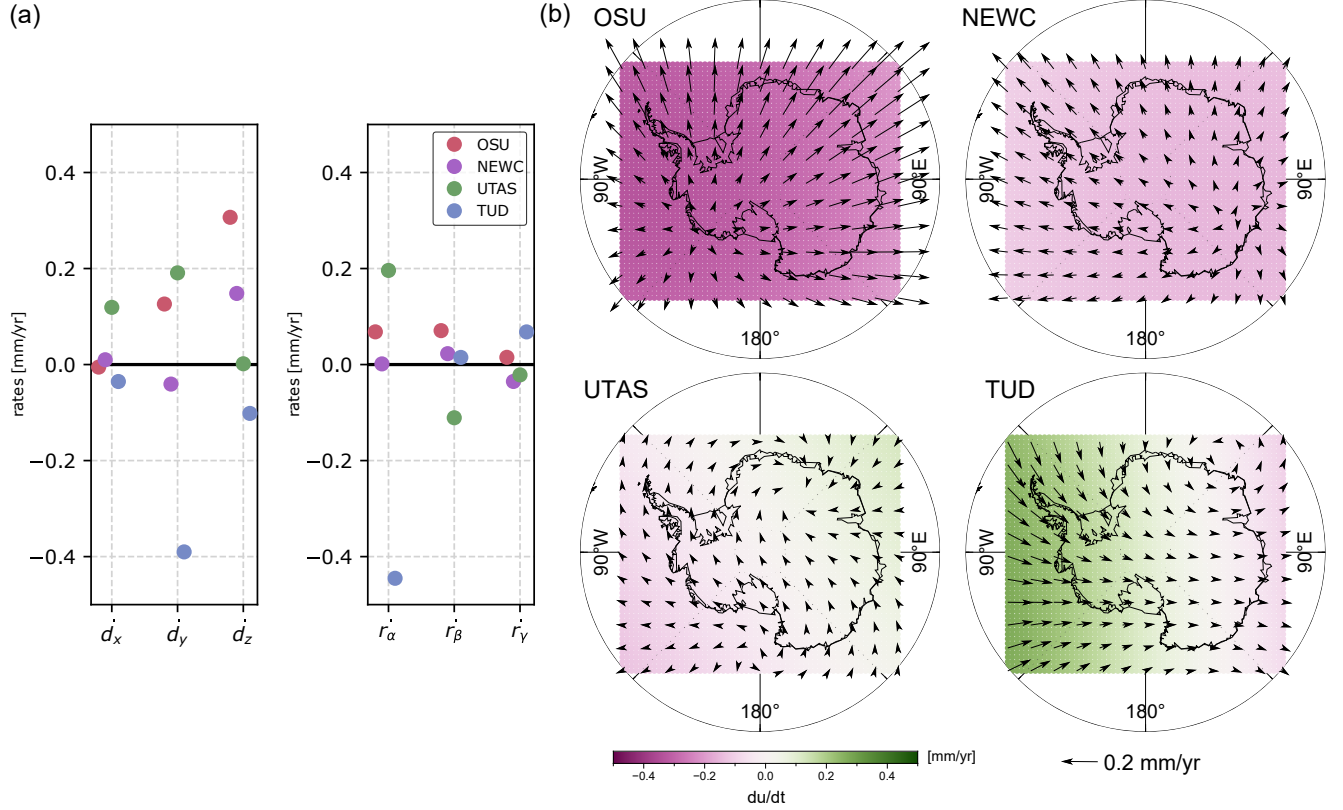 (a)
rates [mm/yr]
0.4
0.2
0.0
−0.2
−0.4
ḋx
ḋy
ḋz
rates [mm/yr]
0.4
0.2
0.0
−0.2
−0.4
OSU
NEWC
UTAS
TUD
ṙα
ṙβ
ṙγ
(b)
OSU
90°W
90°E
180°
NEWC
90°W
90°E
180°
UTAS
90°W
90°E
180°
TUD
90°W
90°E
180°
−0.4 −0.2 0.0 0.2 0.4
[mm/yr]
du/dt
0.2 mm/yr